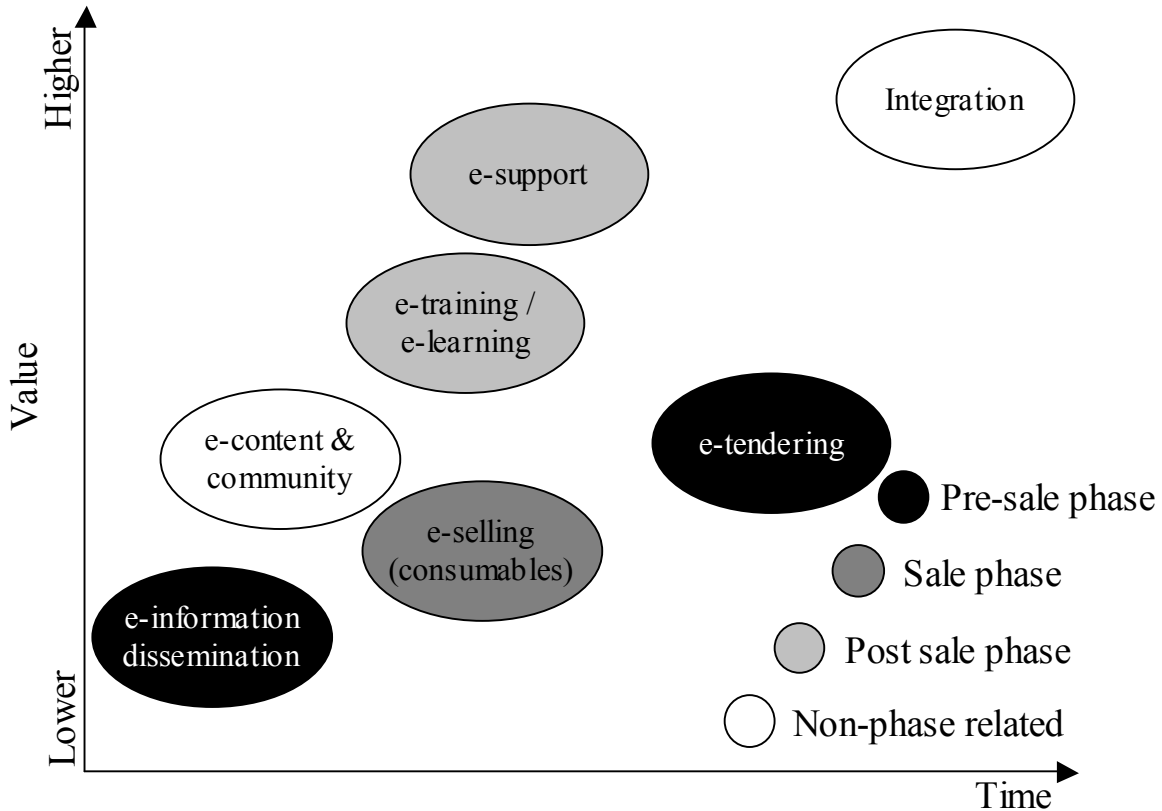 Higher
Integration
e-support
e-training /
e-learning
Value
e-content &
community
e-tendering
Pre-sale phase
e-selling
(consumables)
Sale phase
e-information
dissemination
Post sale phase
Lower
Non-phase related
Time